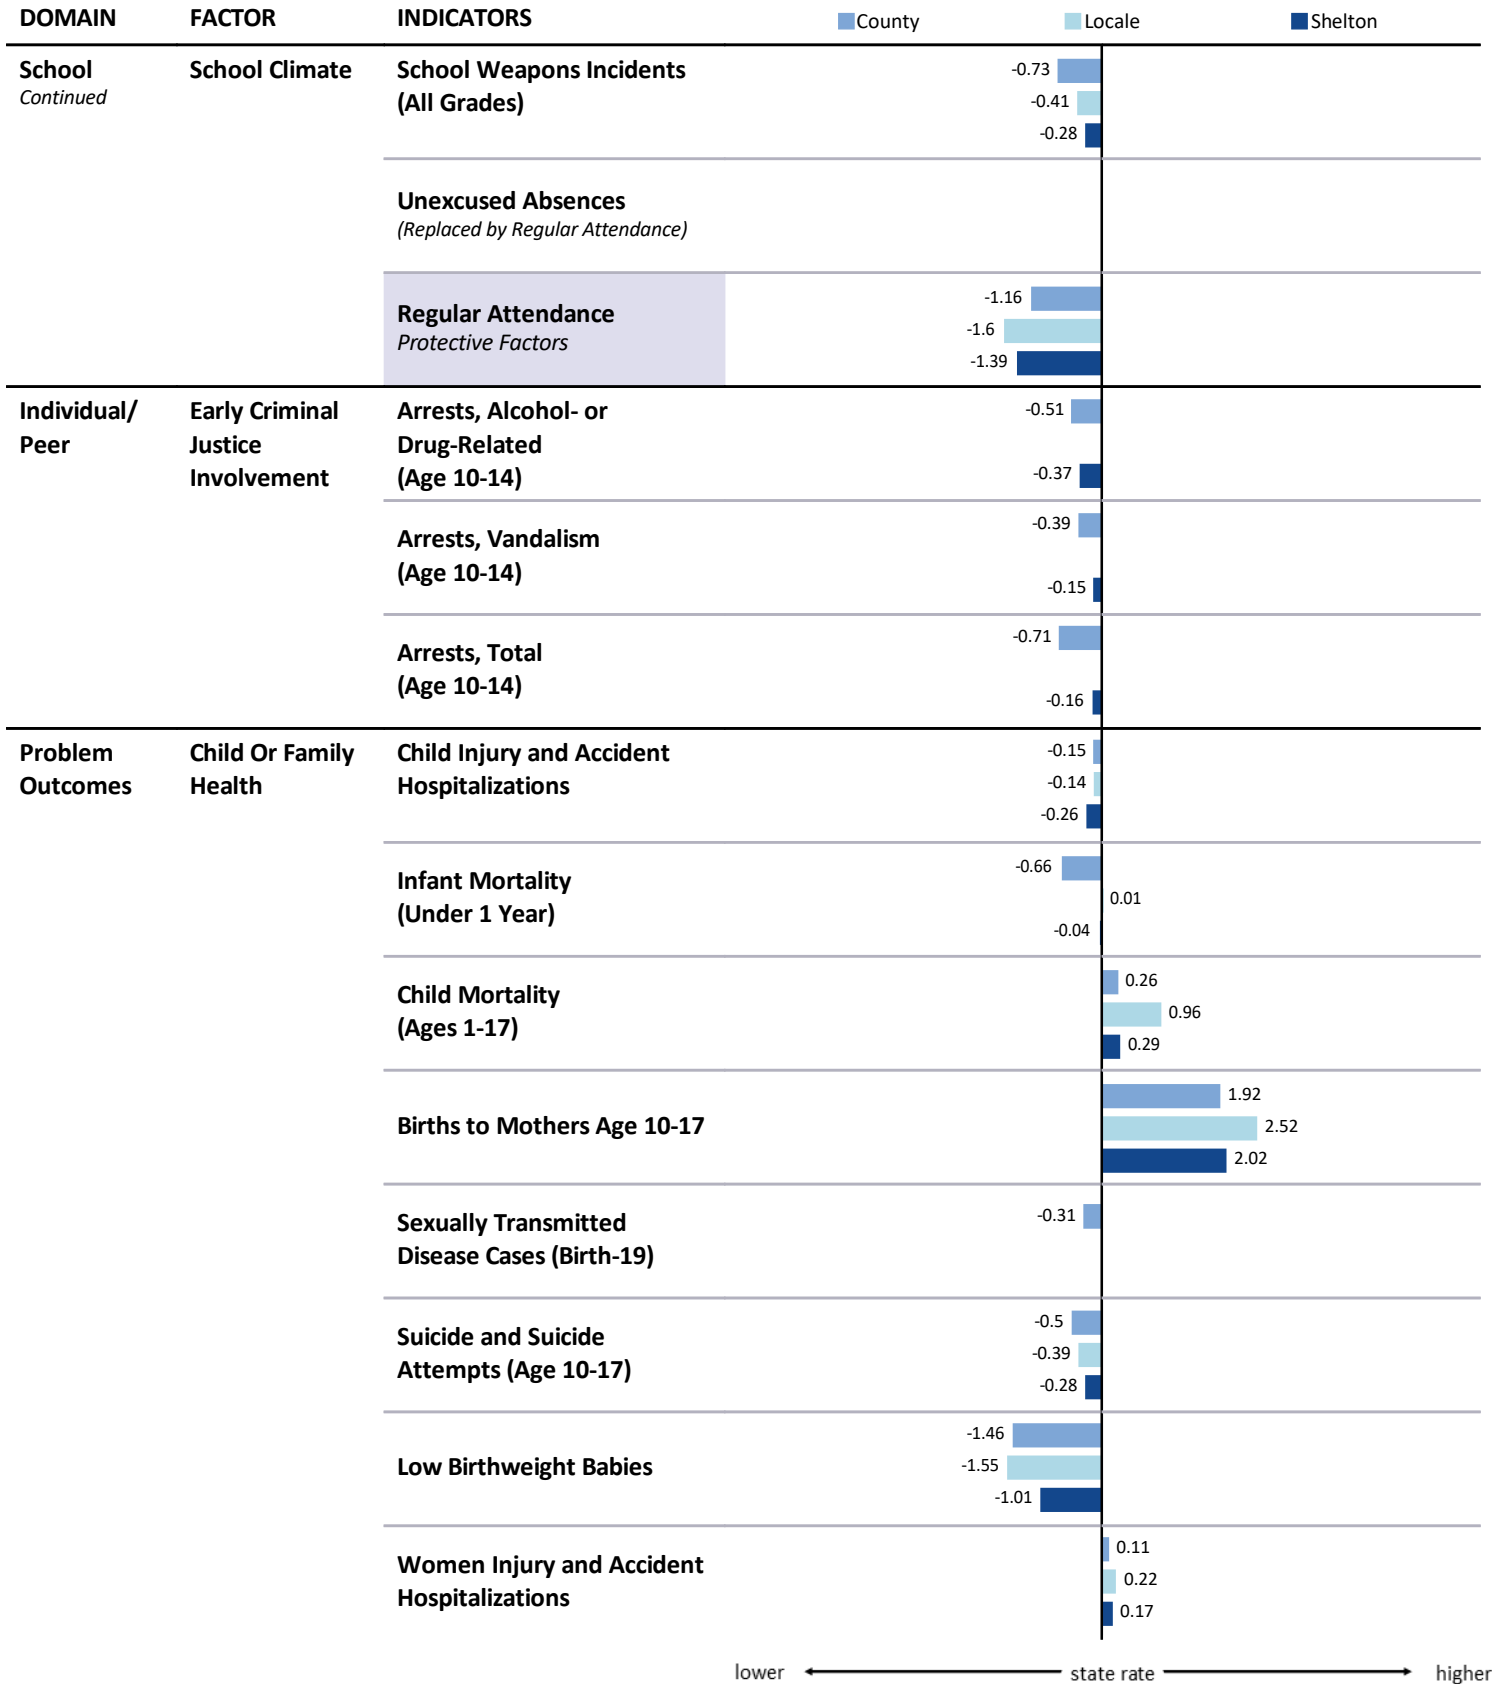 DOMAIN FACTOR INDICATORS County Locale Shelton
School School Climate School Weapons Incidents
Continued (All Grades)
-0.73
-0.41
-0.28
Unexcused Absences
(Replaced by Regular Attendance)
Regular Attendance
Protective Factors
-1.16
-1.6
-1.39
Individual/ Early Criminal Arrests, Alcohol- or
Peer Justice Drug-Related
Involvement (Age 10-14)
-0.51
-0.37
Arrests, Vandalism
(Age 10-14)
-0.39
-0.15
Arrests, Total
(Age 10-14)
-0.71
-0.16
Problem Child Or Family Child Injury and Accident
Outcomes Health Hospitalizations
-0.15
-0.14
-0.26
Infant Mortality
(Under 1 Year)
-0.66
0.01
-0.04
Child Mortality
(Ages 1-17)
0.26
0.96
0.29
Births to Mothers Age 10-17
1.92
2.52
2.02
Sexually Transmitted
Disease Cases (Birth-19)
-0.31
Suicide and Suicide
Attempts (Age 10-17)
-0.5
-0.39
-0.28
Low Birthweight Babies
-1.46
-1.55
-1.01
Women Injury and Accident
Hospitalizations
0.11
0.22
0.17
lower state rate higher